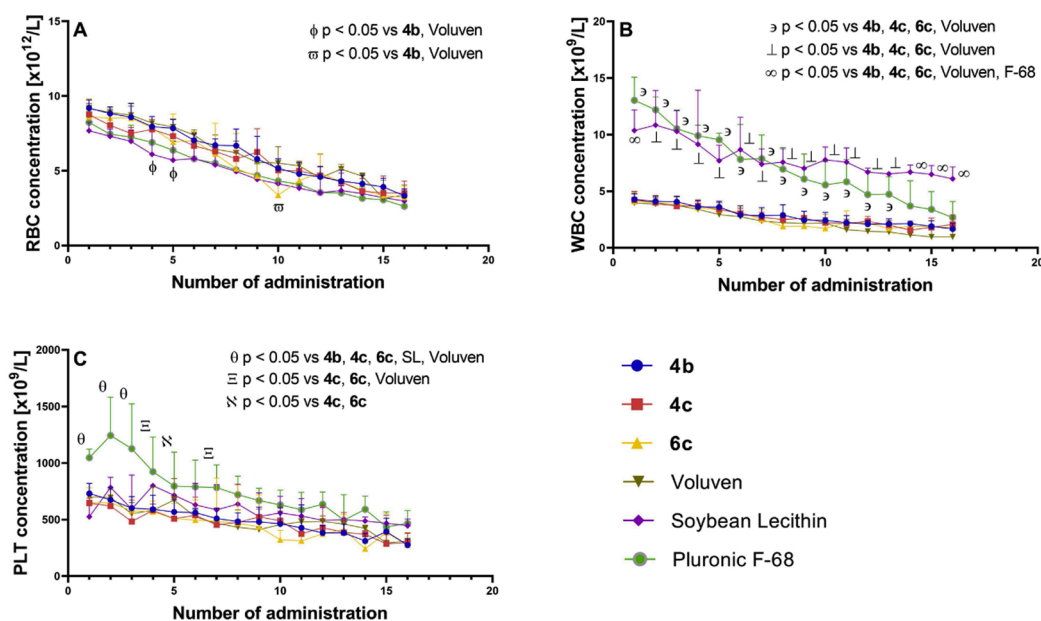 A
RBC concentration [x10¹²/L]
ϕ p < 0.05 vs 4b, Voluven
ϖ p < 0.05 vs 4b, Voluven
15
10
5
0
ϕ
ϕ
ϖ
0 5 10 15 20
Number of administration
B
WBC concentration [x10⁹/L]
϶ p < 0.05 vs 4b, 4c, 6c, Voluven
⊥ p < 0.05 vs 4b, 4c, 6c, Voluven
∞ p < 0.05 vs 4b, 4c, 6c, Voluven, F-68
20
15
10
5
0
0 5 10 15 20
Number of administration
C
PLT concentration [x10⁹/L]
θ p < 0.05 vs 4b, 4c, 6c, SL, Voluven
Ξ p < 0.05 vs 4c, 6c, Voluven
ℵ p < 0.05 vs 4c, 6c
2000
1500
1000
500
0
θ θ θ Ξ ℵ Ξ
0 5 10 15 20
Number of administration
4b
4c
6c
Voluven
Soybean Lecithin
Pluronic F-68